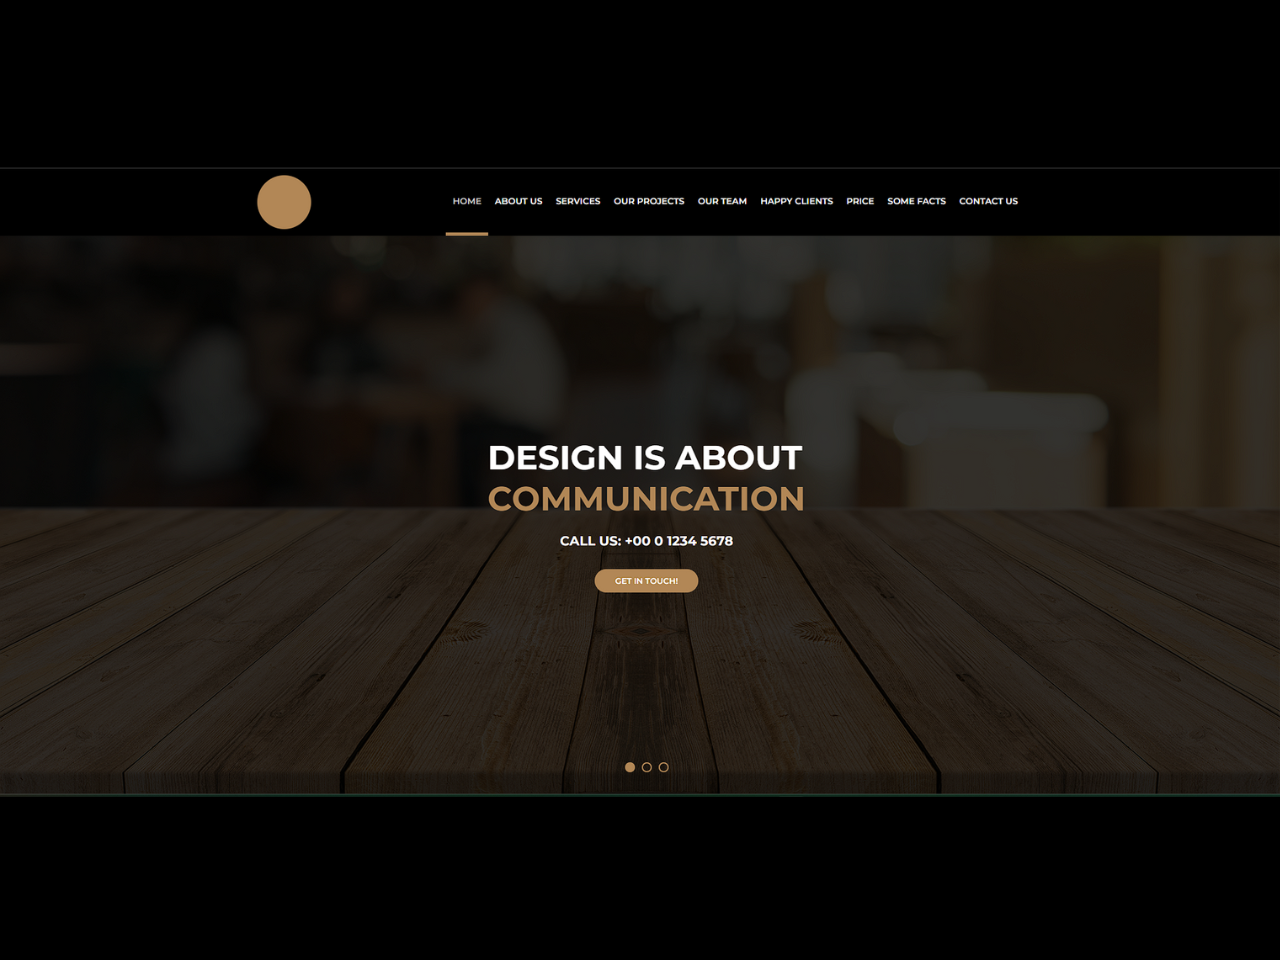 HOME ABOUT US SERVICES OUR PROJECTS OUR TEAM HAPPY CLIENTS PRICE SOME FACTS CONTACT US
DESIGN IS ABOUT
COMMUNICATION
CALL US: +00 0 1234 5678
GET IN TOUCH!